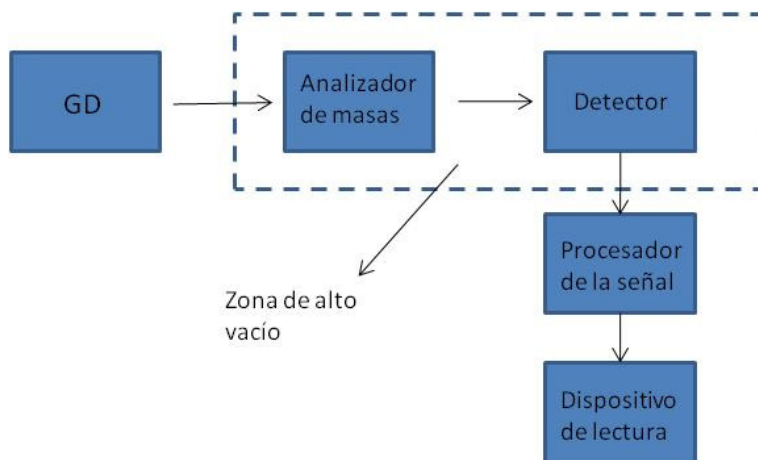 GD
Analizador
de masas
Detector
Procesador
de la señal
Zona de alto
vacío
Dispositivo
de lectura